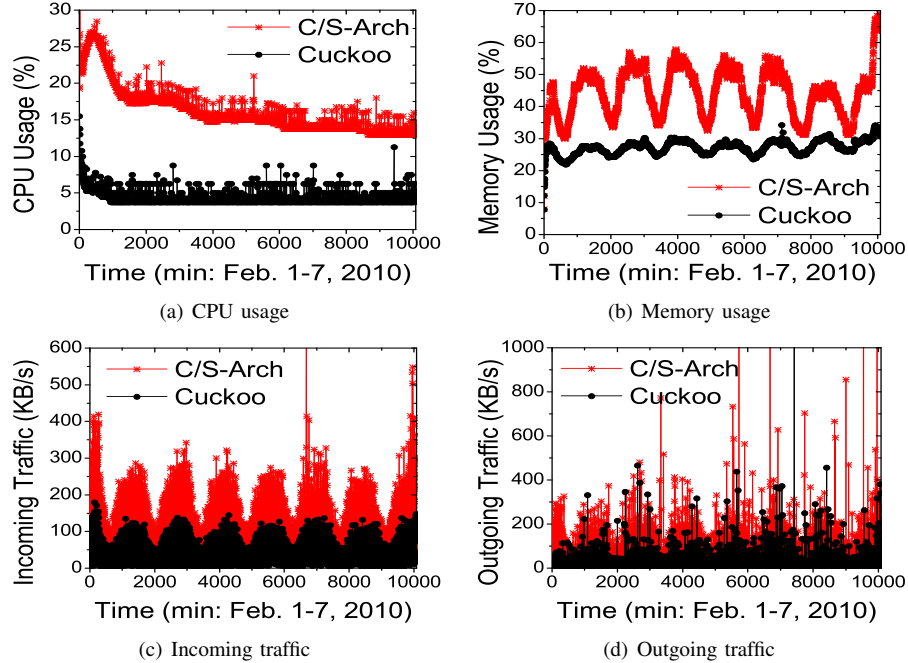 30
25
20
15
10
5
0
CPU Usage (%)
C/S-Arch
Cuckoo
0 2000 4000 6000 8000 10000
Time (min: Feb. 1-7, 2010)
(a) CPU usage
70
60
50
40
30
20
10
0
Memory Usage (%)
C/S-Arch
Cuckoo
0 2000 4000 6000 8000 10000
Time (min: Feb. 1-7, 2010)
(b) Memory usage
600
500
400
300
200
100
0
Incoming Traffic (KB/s)
C/S-Arch
Cuckoo
0 2000 4000 6000 8000 10000
Time (min: Feb. 1-7, 2010)
(c) Incoming traffic
1000
800
600
400
200
0
Outgoing Traffic (KB/s)
C/S-Arch
Cuckoo
0 2000 4000 6000 8000 10000
Time (min: Feb. 1-7, 2010)
(d) Outgoing traffic